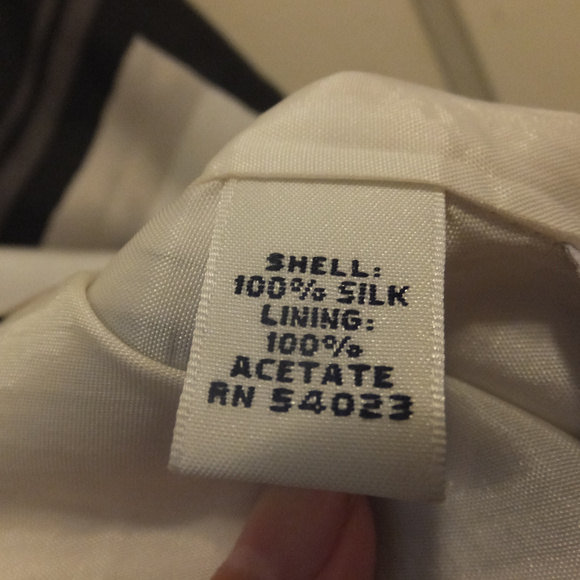 SHELL:
100% SILK
LINING:
100%
ACETATE
RN 54023